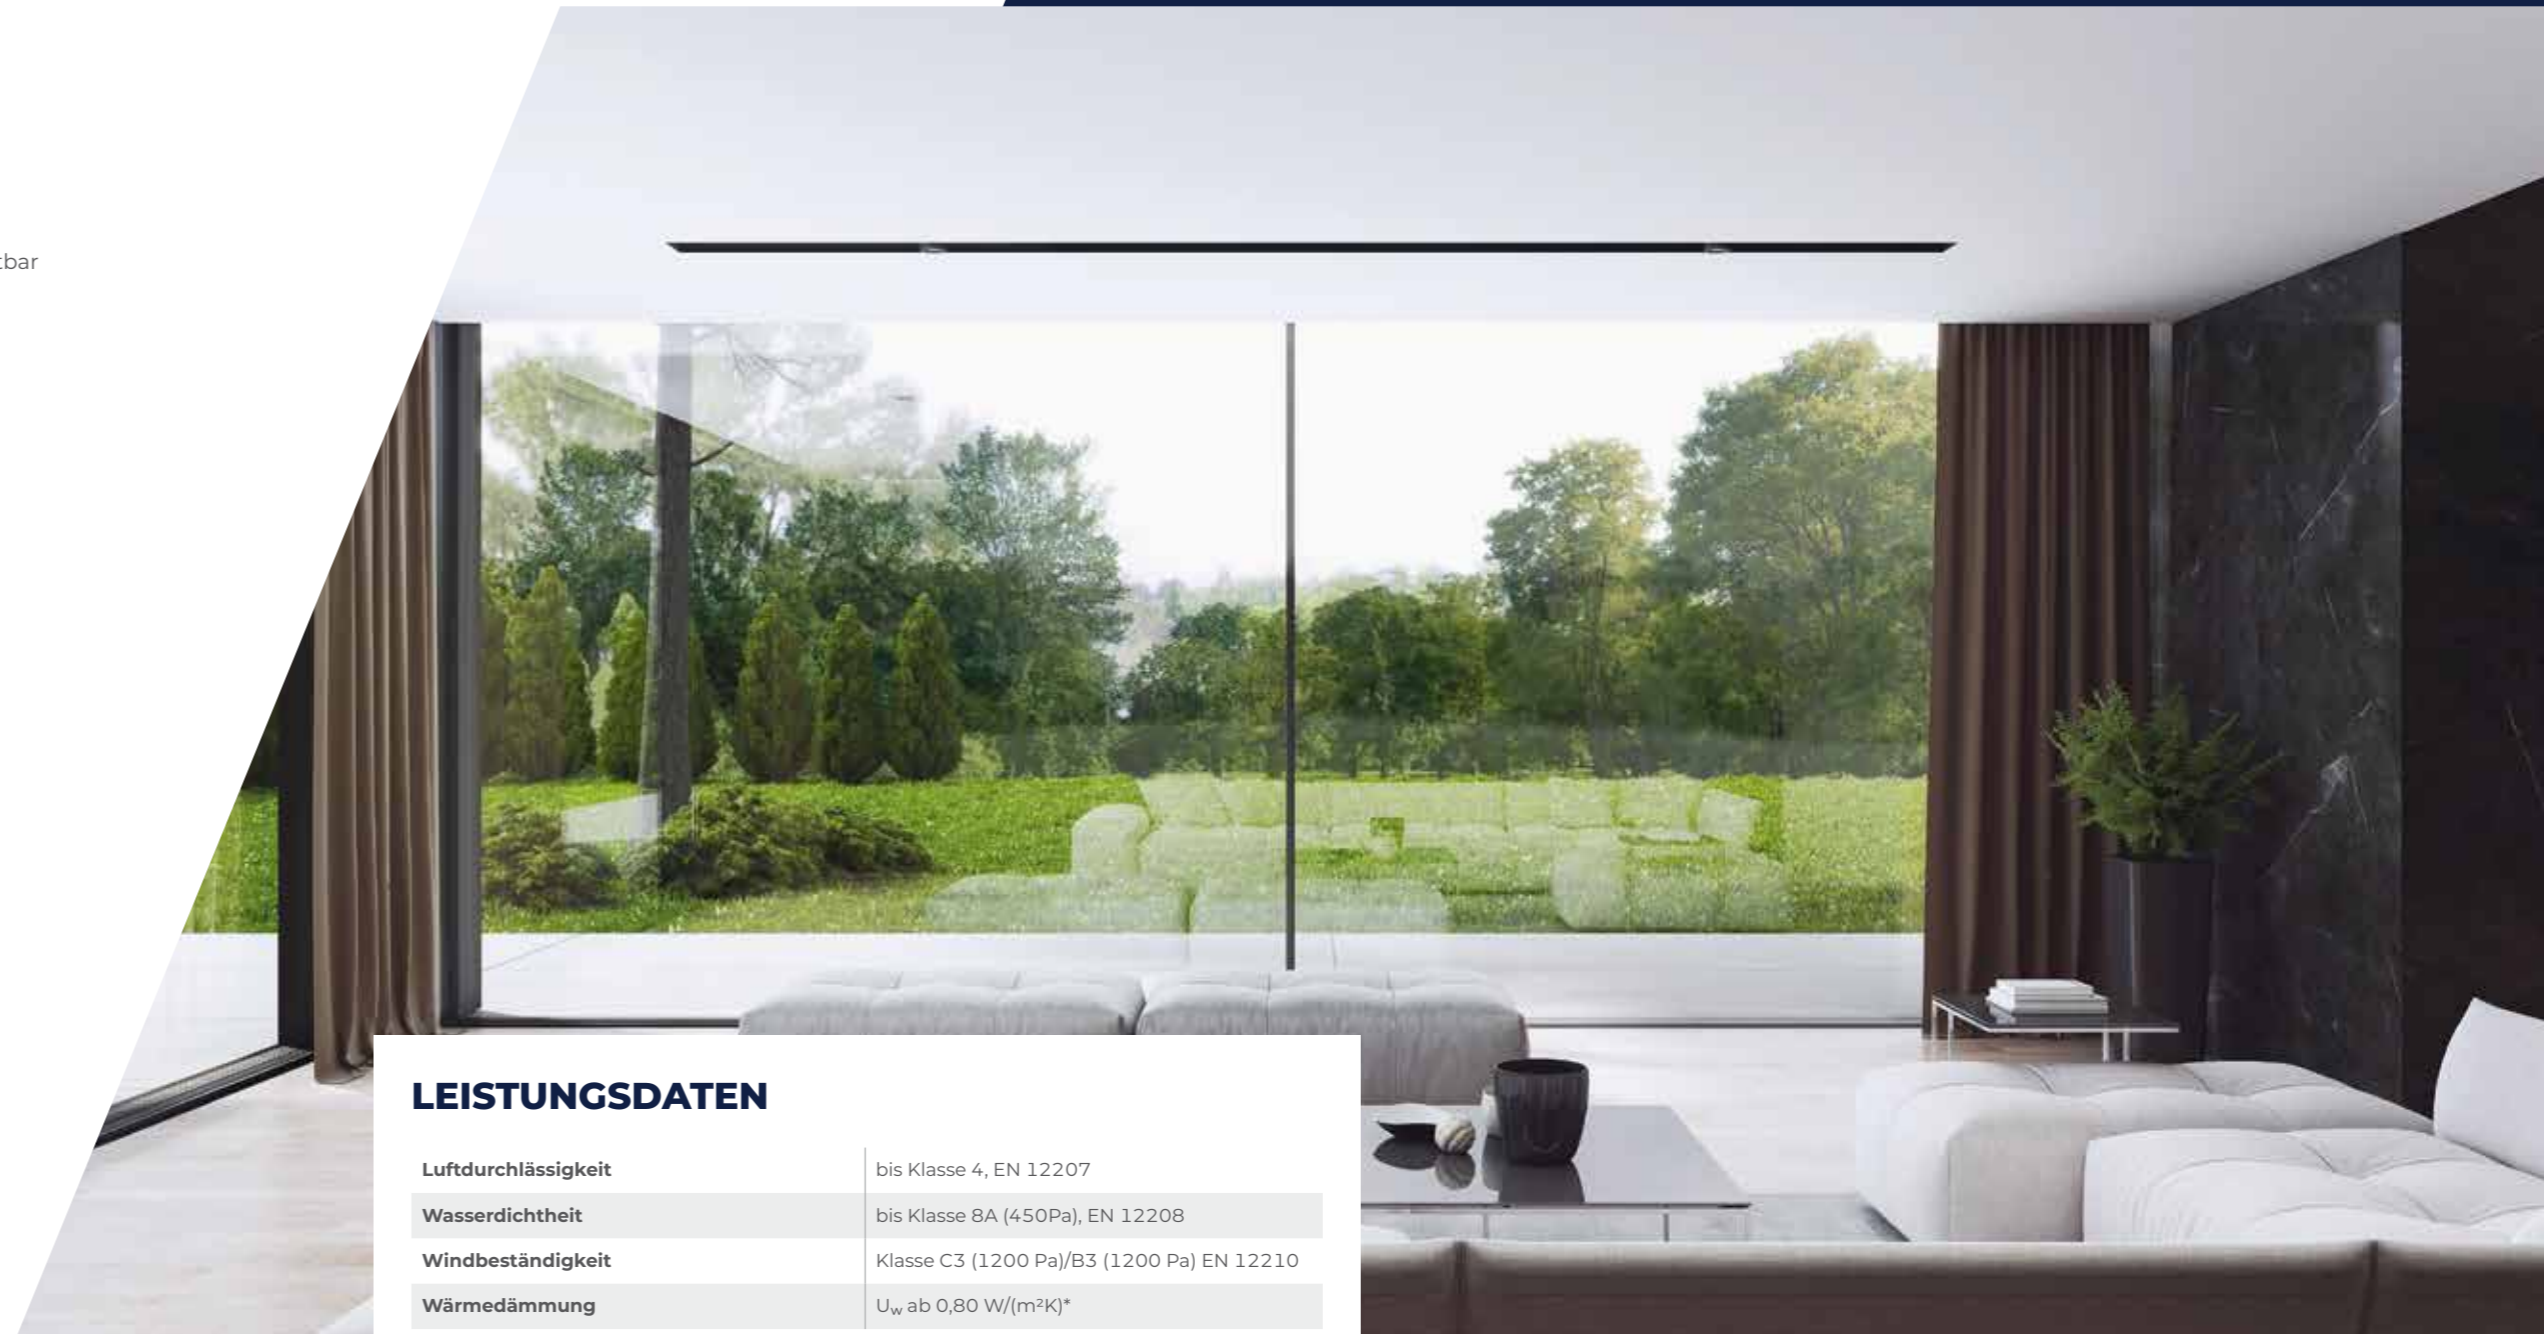 LEISTUNGSDATEN
Luftdurchlässigkeit bis Klasse 4, EN 12207
Wasserdichtheit bis Klasse 8A (450Pa), EN 12208
Windbeständigkeit Klasse C3 (1200 Pa)/B3 (1200 Pa) EN 12210
Wärmedämmung Uw ab 0,80 W/(m²K)*